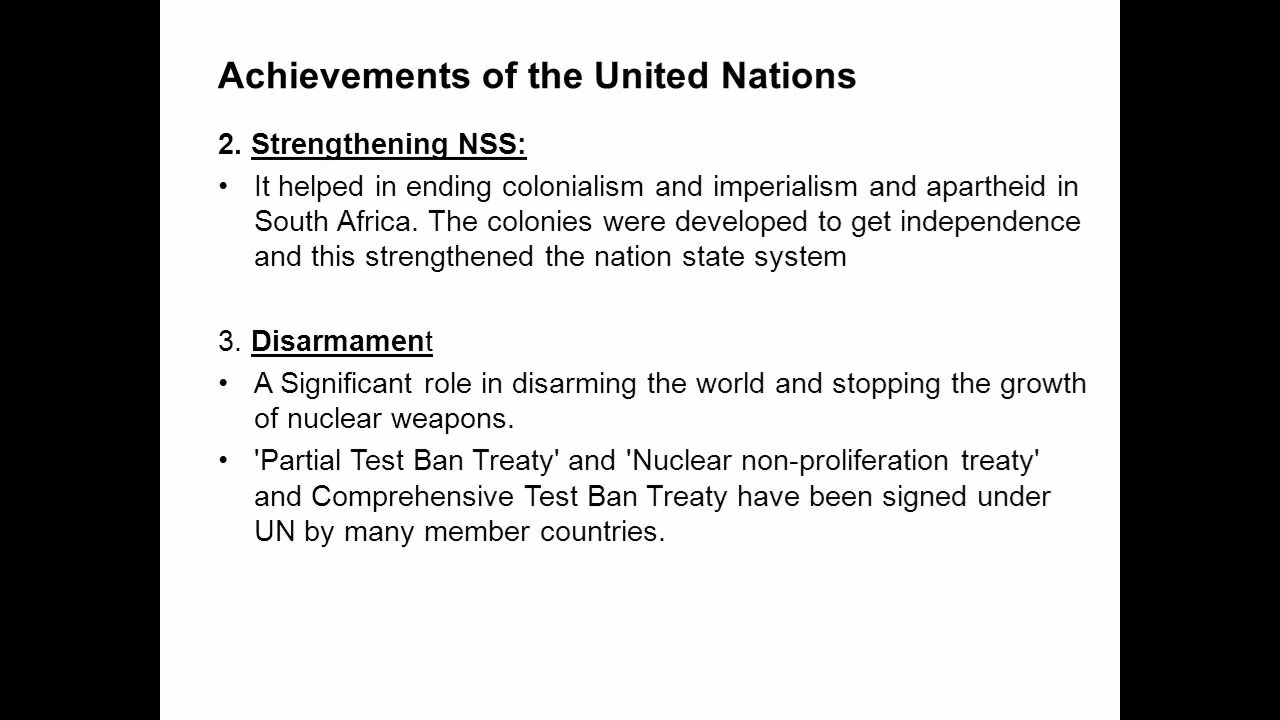 Achievements of the United Nations
2. Strengthening NSS:
• It helped in ending colonialism and imperialism and apartheid in
South Africa. The colonies were developed to get independence
and this strengthened the nation state system
3. Disarmament
• A Significant role in disarming the world and stopping the growth
of nuclear weapons.
• 'Partial Test Ban Treaty' and 'Nuclear non-proliferation treaty'
and Comprehensive Test Ban Treaty have been signed under
UN by many member countries.